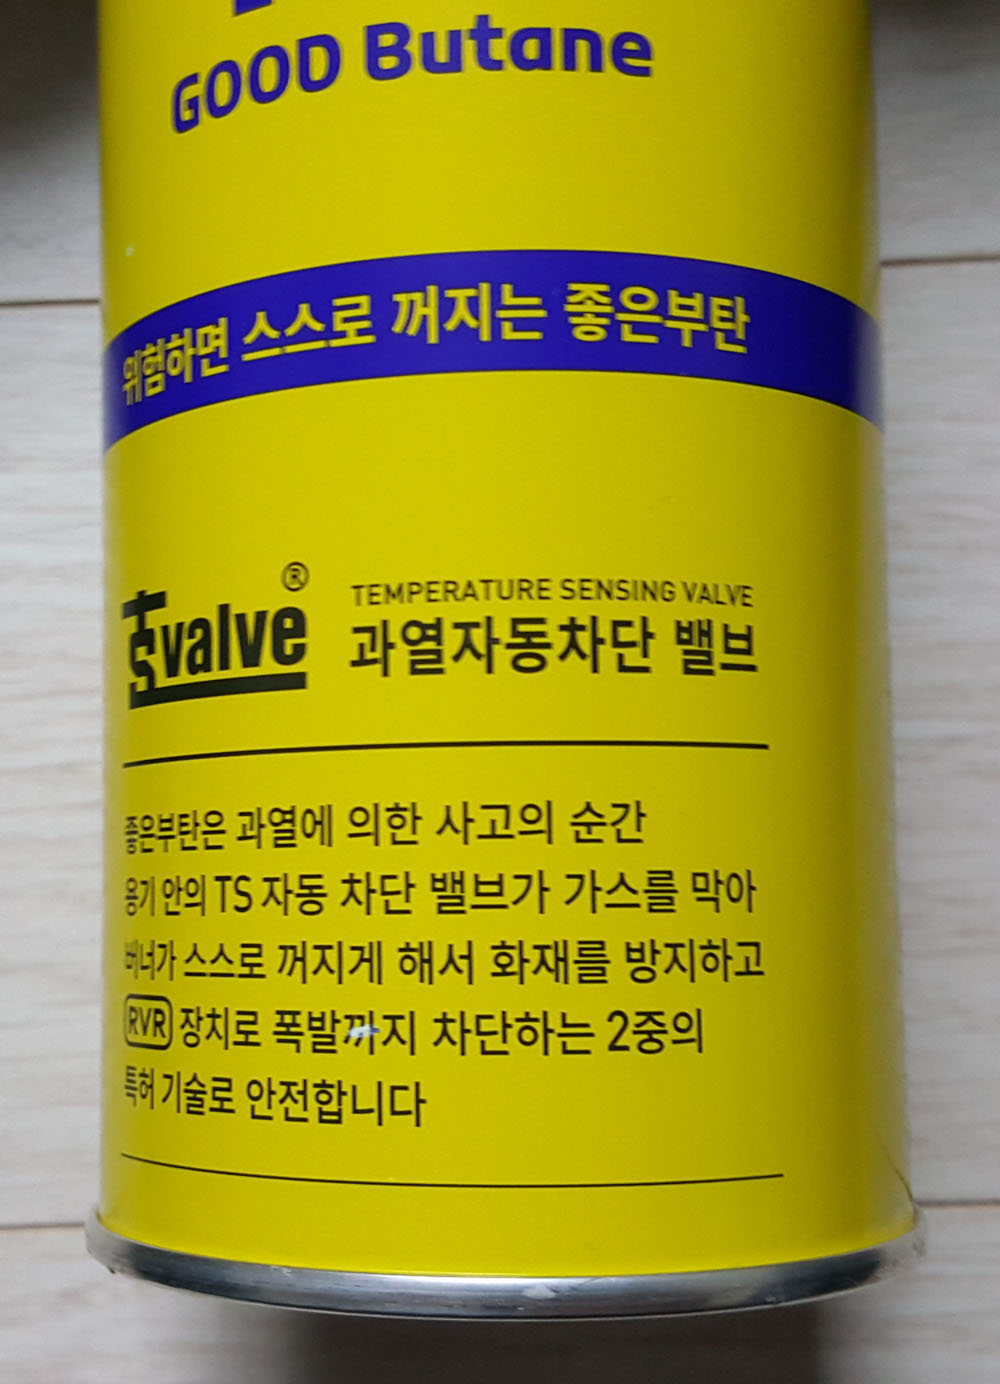 GOOD Butane
위험하면 스스로 꺼지는 좋은부탄
TSvalve®
TEMPERATURE SENSING VALVE
과열자동차단 밸브
좋은부탄은 과열에 의한 사고의 순간
용기 안의 TS 자동 차단 밸브가 가스를 막아
버너가 스스로 꺼지게 해서 화재를 방지하고
RVR 장치로 폭발까지 차단하는 2중의
특허 기술로 안전합니다